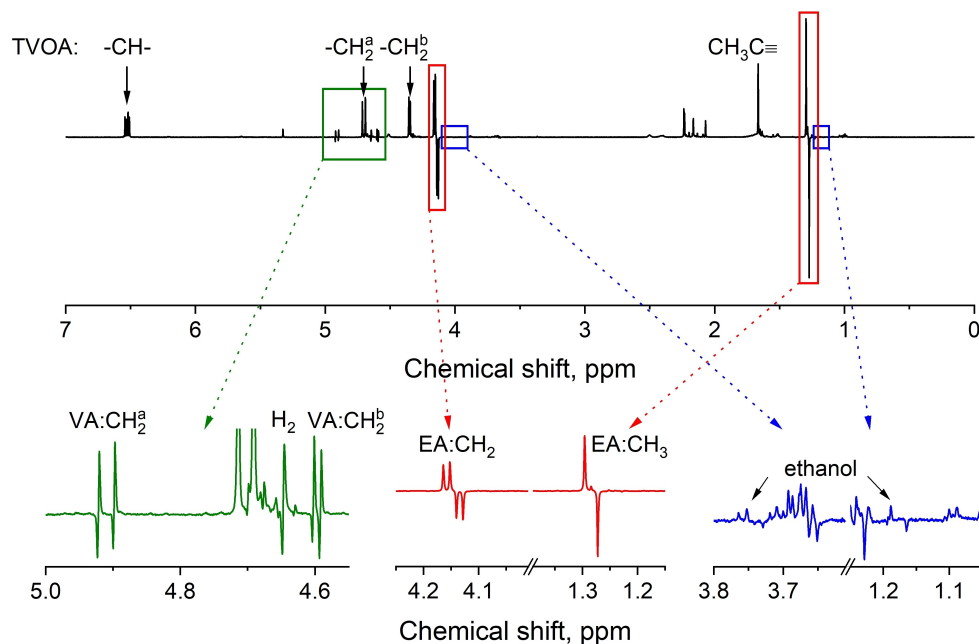 TVOA: -CH- -CH₂ᵃ -CH₂ᵇ CH₃C≡
7 6 5 4 3 2 1 0
Chemical shift, ppm
VA:CH₂ᵃ H₂ VA:CH₂ᵇ EA:CH₂ EA:CH₃ ethanol
5.0 4.8 4.6 4.2 4.1 1.3 1.2 3.8 3.7 1.2 1.1
Chemical shift, ppm